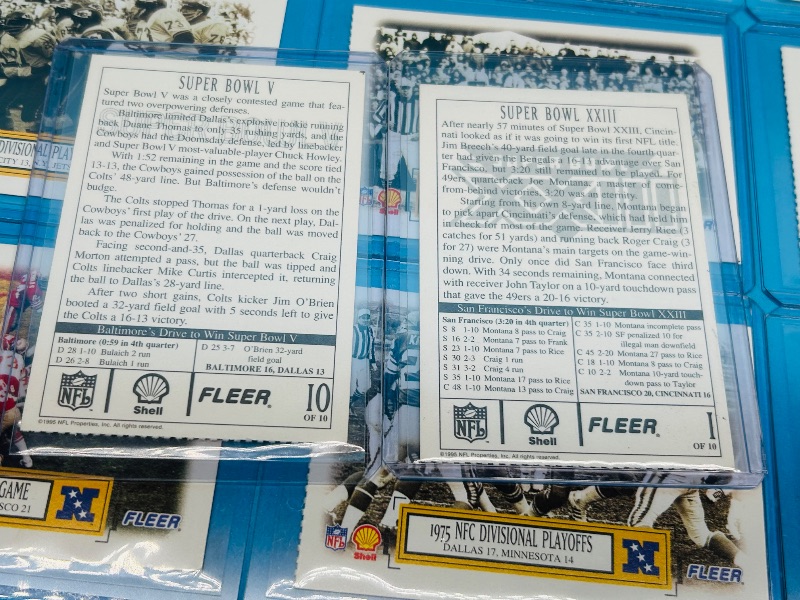 SUPER BOWL V
Super Bowl V was a closely contested game that fea-
tured two overpowering defenses.
Baltimore limited Dallas's explosive rookie running
back Duane Thomas to only 35 rushing yards, and the
Cowboys had the Doomsday defense, led by linebacker
and Super Bowl most-valuable-player Chuck Howley.
With 1:52 remaining in the game and the score tied
13-13, the Cowboys gained possession of the ball on the
Colts' 48-yard line. But Baltimore's defense wouldn't
budge.
The Colts stopped Thomas for a 1-yard loss on the
Cowboys' first play of the drive. On the next play, Dal-
las was penalized for holding and the ball was moved
back to the Cowboys' 27.
Facing second-and-35, Dallas quarterback Craig
Morton attempted a pass, but the ball was tipped and
Colts linebacker Mike Curtis intercepted it, returning
the ball to Dallas's 28-yard line.
After two short gains, Colts kicker Jim O'Brien
booted a 32-yard field goal with 5 seconds left to give
the Colts a 16-13 victory.
Baltimore's Drive to Win Super Bowl V
Baltimore (0:59 in 4th quarter)
D 28 1-10 Bulaich 2 run
D 26 2-8 Bulaich 1 run
D 25 3-7 O'Brien 32-yard
field goal
BALTIMORE 16, DALLAS 13
NFL
Shell
FLEER
10
OF 10
©1995 NFL Properties, Inc. All rights reserved.
SUPER BOWL XXIII
After nearly 57 minutes of Super Bowl XXIII, Cincin-
nati looked as if it was going to win its first NFL title.
Jim Breech's 40-yard field goal late in the fourth quar-
ter had given the Bengals a 16-13 advantage over San
Francisco, but 3:20 still remained to be played. For
49ers quarterback Joe Montana, master of come-
from-behind victories, 3:20 was an eternity.
Starting from his own 8-yard line, Montana began
to pick apart Cincinnati's defense, which had held him
in check for most of the game. Receiver Jerry Rice (3
catches for 51 yards) and running back Roger Craig (3
for 27) were Montana's main targets on the game-win-
ning drive. Only once did San Francisco face third
down. With 34 seconds remaining, Montana connected
with receiver John Taylor on a 10-yard touchdown pass
that gave the 49ers a 20-16 victory.
San Francisco's Drive to Win Super Bowl XXIII
San Francisco (3:20 in 4th quarter)
S 8 1-10 Montana 8 pass to Craig
S 16 2-2 Montana 7 pass to Frank
S 23 1-10 Montana 7 pass to Rice
S 30 2-3 Craig 1 run
S 31 3-2 Craig 4 run
S 35 1-10 Montana 17 pass to Rice
C 48 1-10 Montana 13 pass to Craig
C 35 1-10 Montana incomplete pass
C 35 2-10 SF penalized 10 for
illegal man downfield
C 45 2-20 Montana 27 pass to Rice
C 18 1-10 Montana 8 pass to Craig
C 10 2-2 Montana 10-yard touch-
down pass to Taylor
SAN FRANCISCO 20, CINCINNATI 16
NFL
Shell
FLEER
1
OF 10
©1995 NFL Properties, Inc. All rights reserved.
GAME
SCO 21
N
FLEER
NFL
Shell
1975 NFC DIVISIONAL PLAYOFFS
DALLAS 17, MINNESOTA 14
N
FLEER